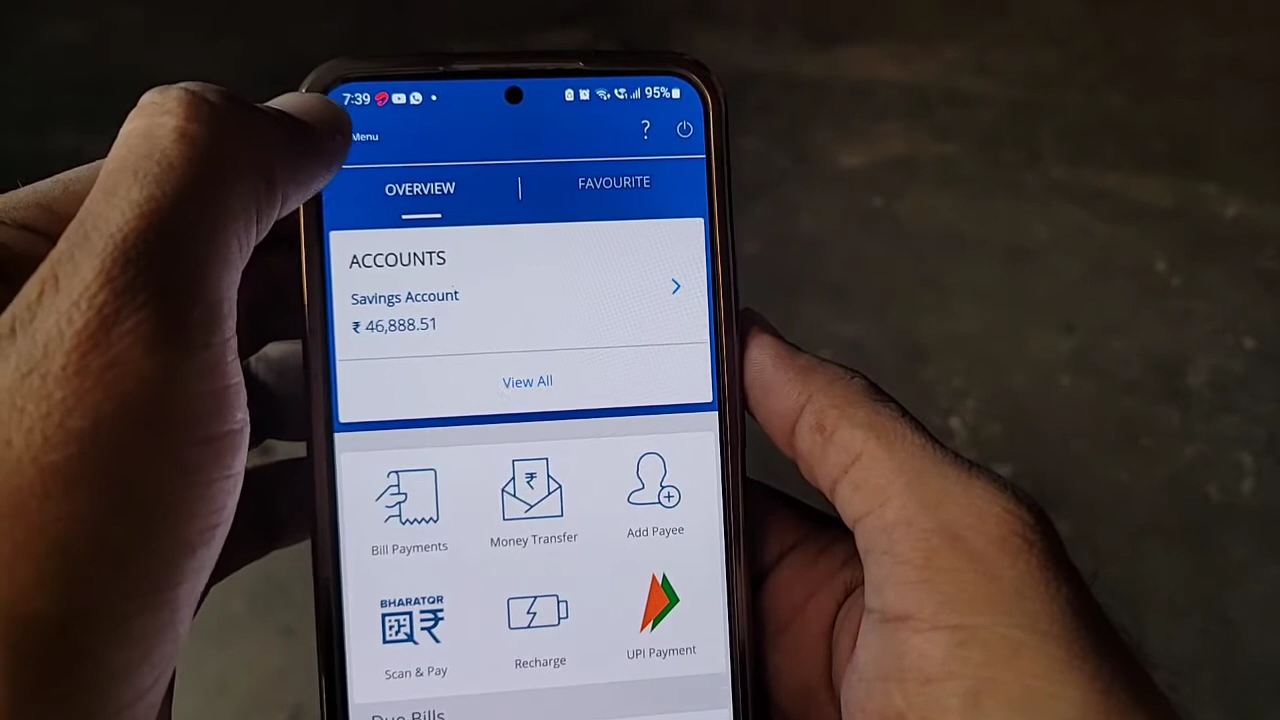 7:39 95%
Menu ?
OVERVIEW | FAVOURITE
ACCOUNTS
Savings Account
₹ 46,888.51
View All
₹
Bill Payments Money Transfer Add Payee
BHARATQR
₹
Scan & Pay Recharge UPI Payment
Due Bills